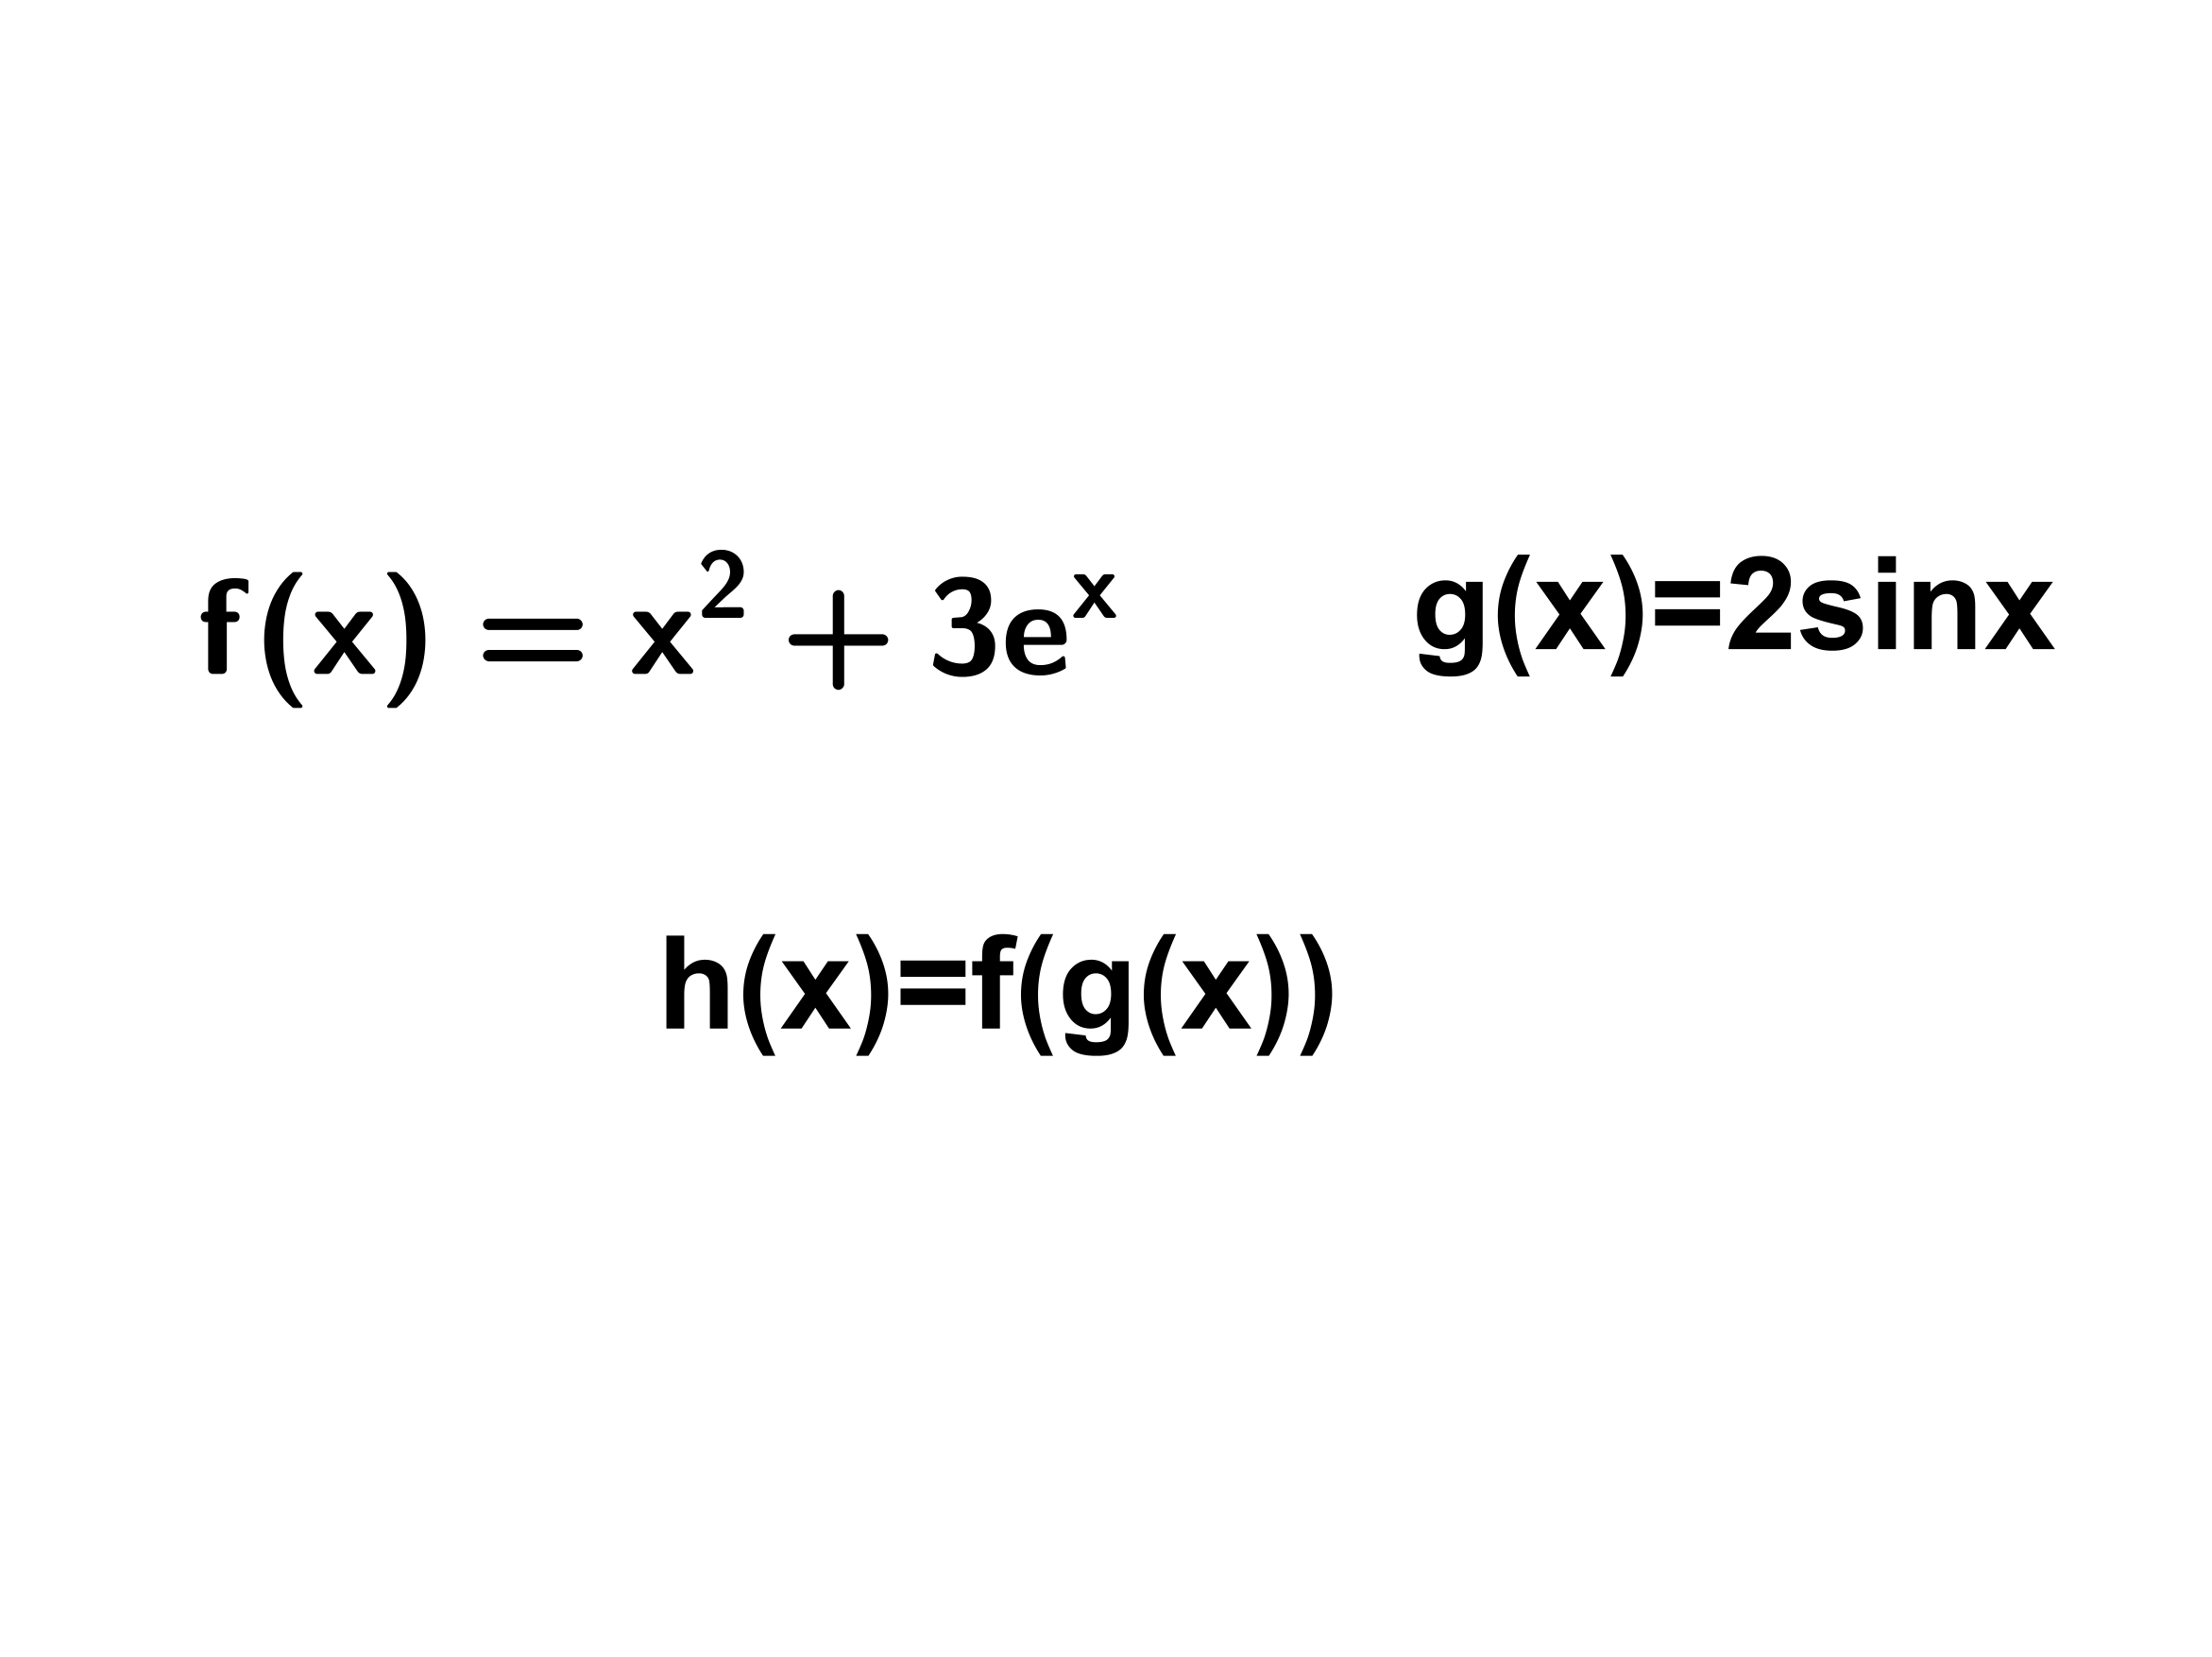 f(x) = x² + 3eˣ g(x)=2sinx
h(x)=f(g(x))